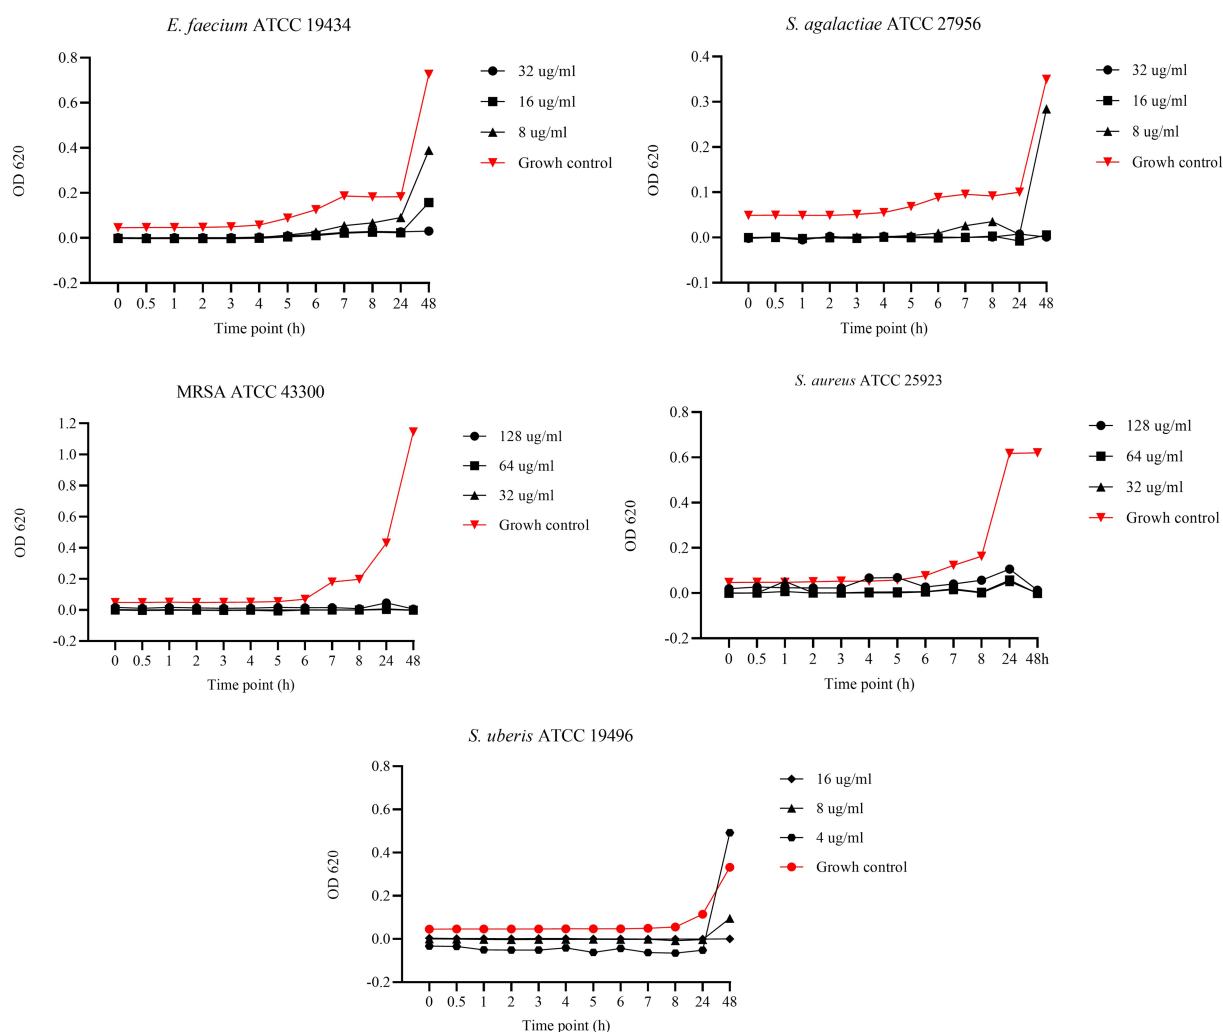 E. faecium ATCC 19434
0.8
0.6
0.4
0.2
0.0
-0.2
OD 620
0 0.5 1 2 3 4 5 6 7 8 24 48
Time point (h)
32 ug/ml
16 ug/ml
8 ug/ml
Growh control
S. agalactiae ATCC 27956
0.4
0.3
0.2
0.1
0.0
-0.1
OD 620
0 0.5 1 2 3 4 5 6 7 8 24 48
Time point (h)
32 ug/ml
16 ug/ml
8 ug/ml
Growh control
MRSA ATCC 43300
1.2
1.0
0.8
0.6
0.4
0.2
0.0
-0.2
OD 620
0 0.5 1 2 3 4 5 6 7 8 24 48
Time point (h)
128 ug/ml
64 ug/ml
32 ug/ml
Growh control
S. aureus ATCC 25923
0.8
0.6
0.4
0.2
0.0
-0.2
OD 620
0 0.5 1 2 3 4 5 6 7 8 24 48h
Time point (h)
128 ug/ml
64 ug/ml
32 ug/ml
Growh control
S. uberis ATCC 19496
0.8
0.6
0.4
0.2
0.0
-0.2
OD 620
0 0.5 1 2 3 4 5 6 7 8 24 48
Time point (h)
16 ug/ml
8 ug/ml
4 ug/ml
Growh control